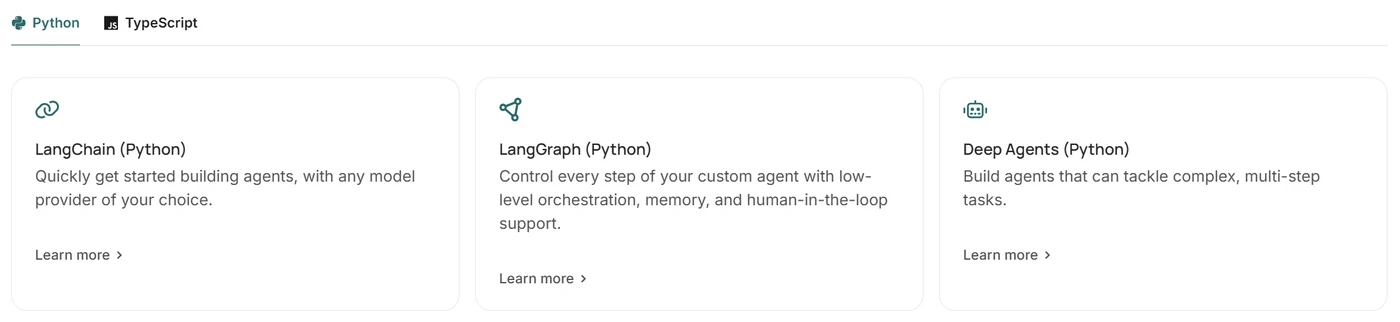 Python
JS TypeScript
LangChain (Python)
Quickly get started building agents, with any model
provider of your choice.
Learn more
LangGraph (Python)
Control every step of your custom agent with low-
level orchestration, memory, and human-in-the-loop
support.
Learn more
Deep Agents (Python)
Build agents that can tackle complex, multi-step
tasks.
Learn more